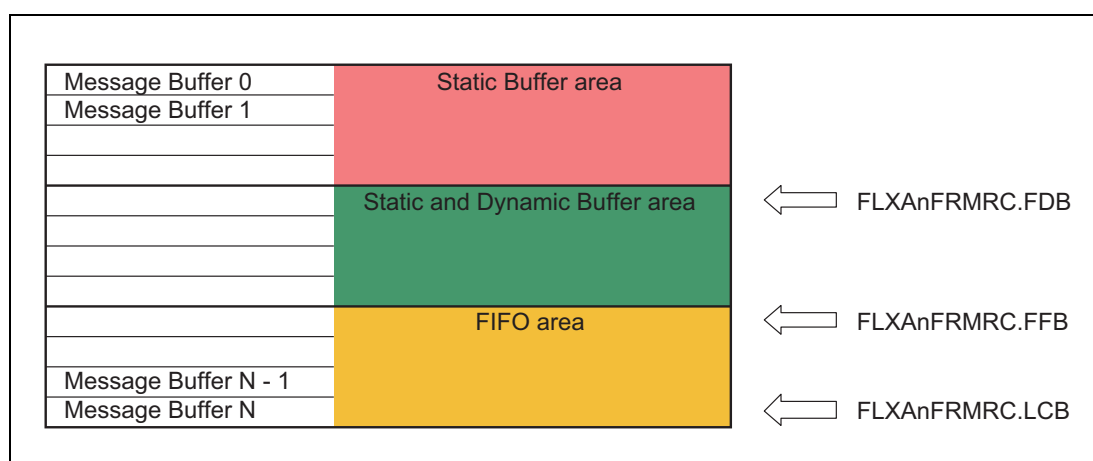 Message Buffer 0 Static Buffer area
Message Buffer 1
Static and Dynamic Buffer area FLXAnFRMRC.FDB
FIFO area FLXAnFRMRC.FFB
Message Buffer N - 1
Message Buffer N FLXAnFRMRC.LCB